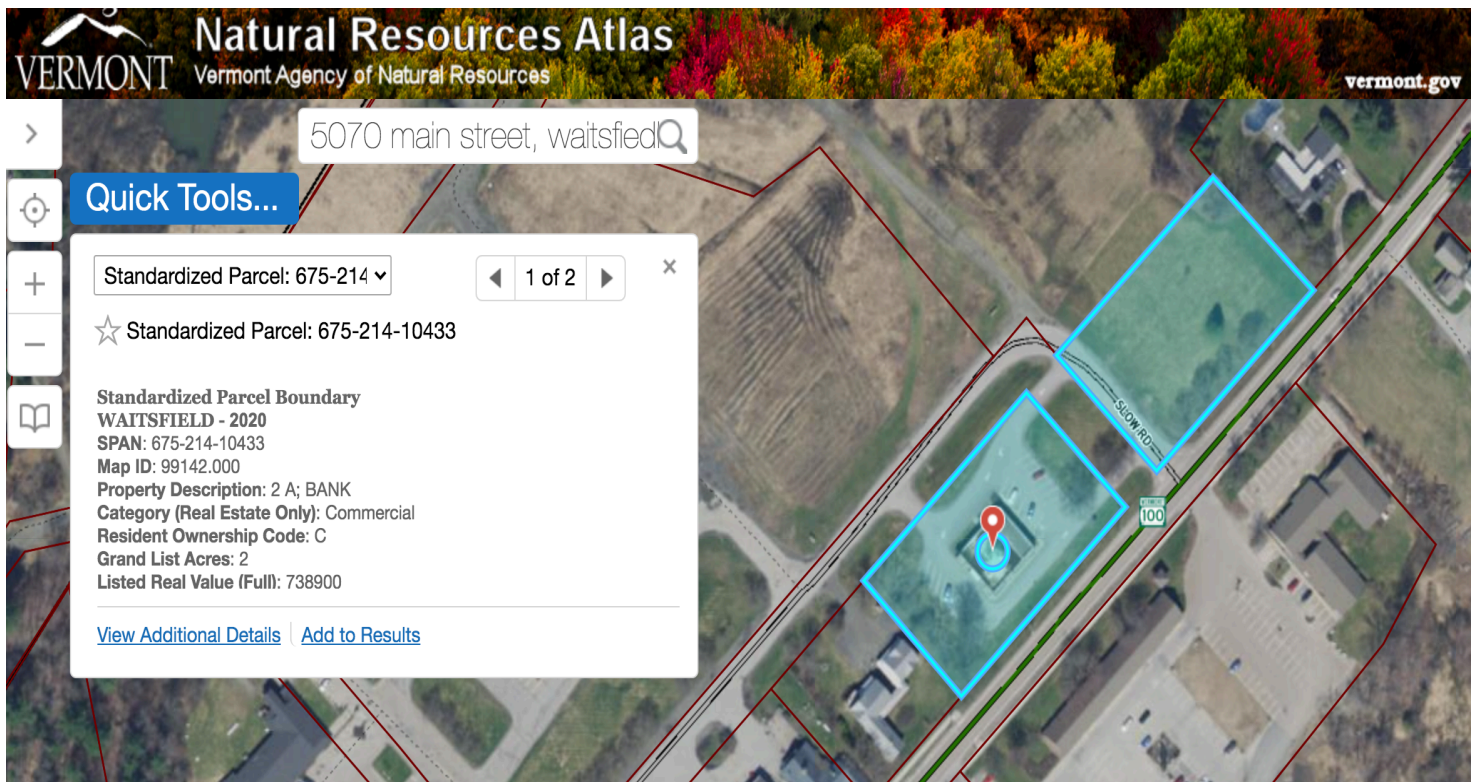 VERMONT
Natural Resources Atlas
Vermont Agency of Natural Resources
vermont.gov
5070 main street, waitsfied
Quick Tools...
Standardized Parcel: 675-214
1 of 2
×
Standardized Parcel: 675-214-10433
Standardized Parcel Boundary
WAITSFIELD - 2020
SPAN: 675-214-10433
Map ID: 99142.000
Property Description: 2 A; BANK
Category (Real Estate Only): Commercial
Resident Ownership Code: C
Grand List Acres: 2
Listed Real Value (Full): 738900
View Additional Details | Add to Results
SLOW RD
100